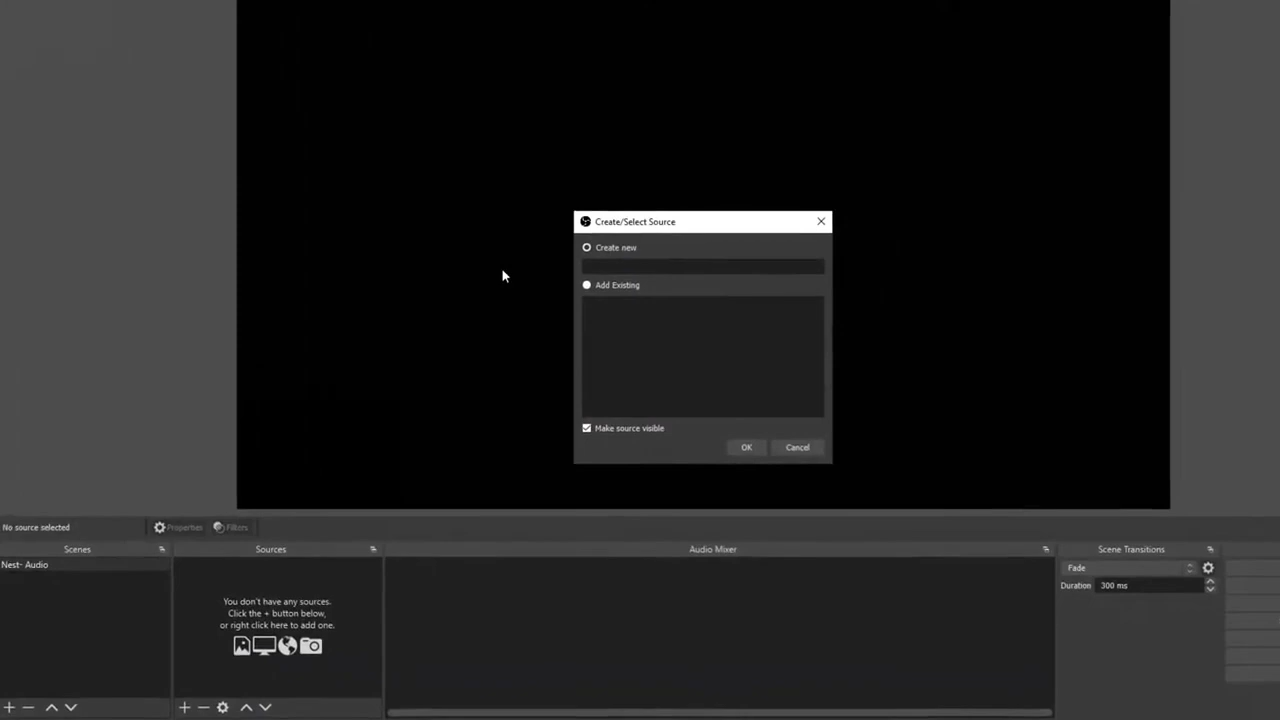 Create/Select Source
Create new
Add Existing
Make source visible
OK Cancel
No source selected Properties Filters
Scenes Sources Audio Mixer Scene Transitions
Nest- Audio
You don't have any sources.
Click the + button below,
or right click here to add one.
Fade
Duration 300 ms